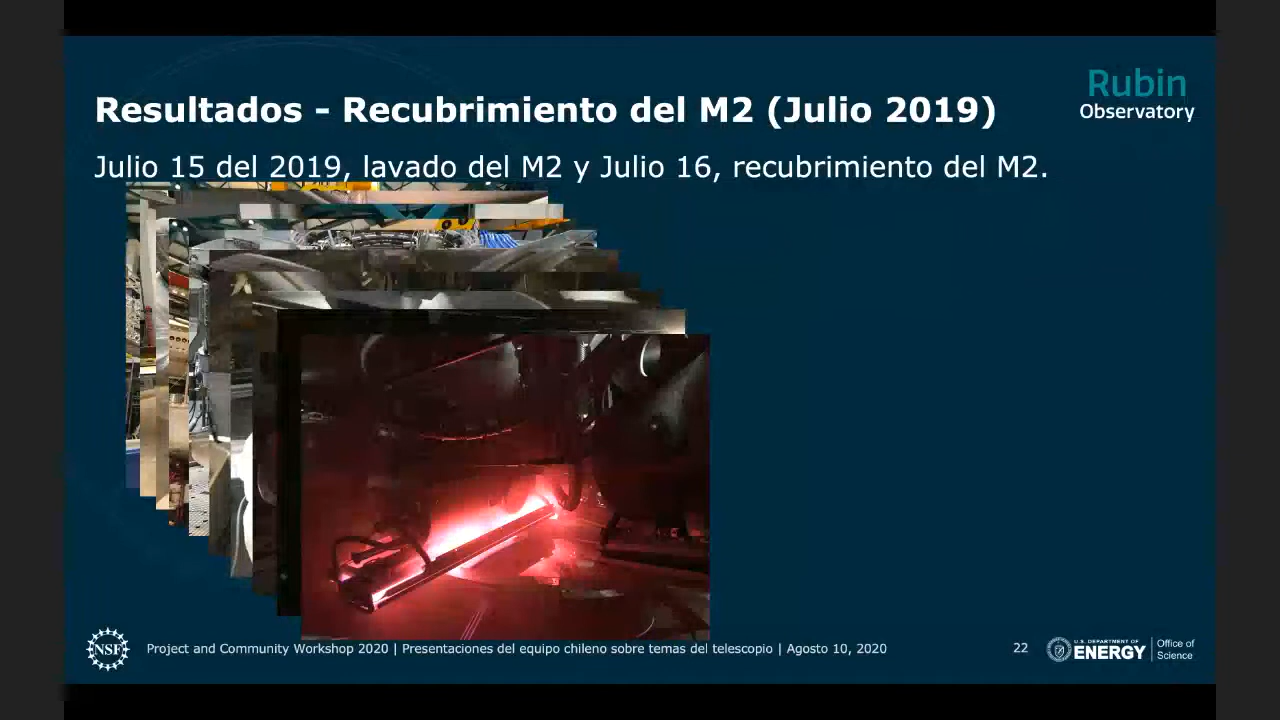 Rubin
Observatory
Resultados - Recubrimiento del M2 (Julio 2019)
Julio 15 del 2019, lavado del M2 y Julio 16, recubrimiento del M2.
NSF
Project and Community Workshop 2020 | Presentaciones del equipo chileno sobre temas del telescopio | Agosto 10, 2020
22
U.S. DEPARTMENT OF
ENERGY
Office of
Science